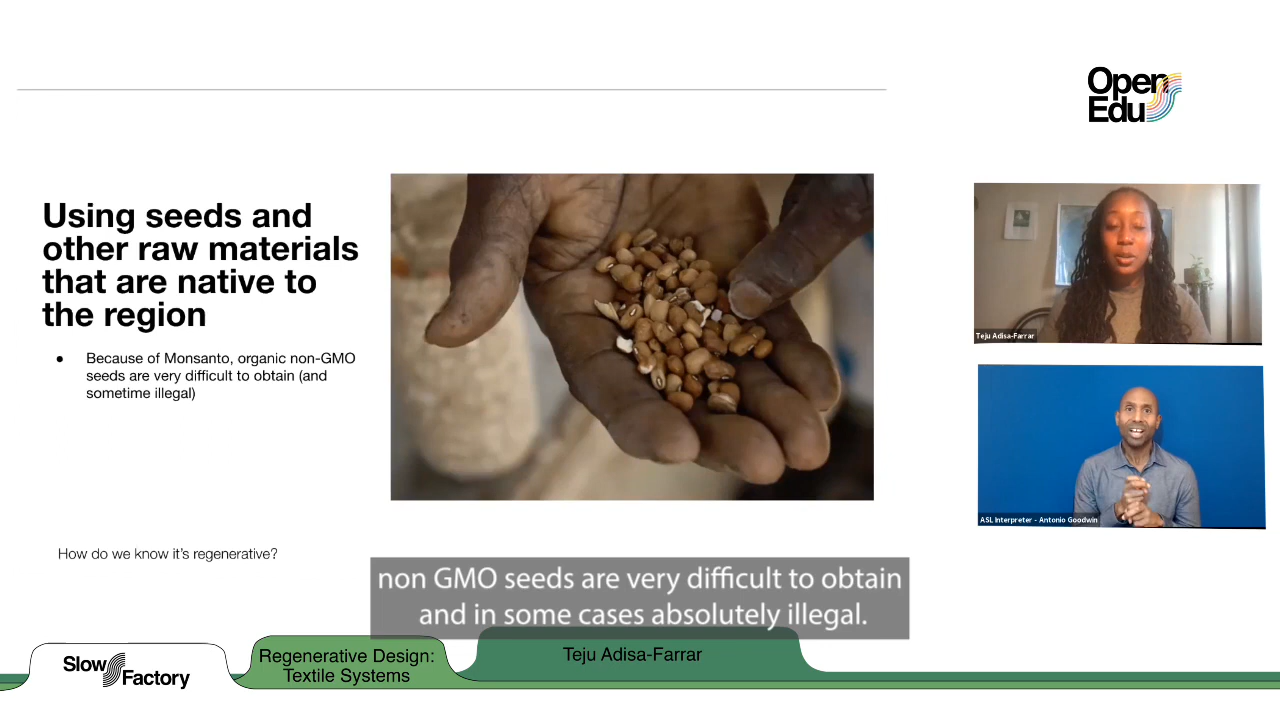 Open
Edu
Using seeds and
other raw materials
that are native to
the region
● Because of Monsanto, organic non-GMO
seeds are very difficult to obtain (and
sometime illegal)
Teju Adisa-Farrar
ASL Interpreter - Antonio Goodwin
How do we know it's regenerative?
non GMO seeds are very difficult to obtain
and in some cases absolutely illegal.
Slow
Factory
Regenerative Design:
Textile Systems
Teju Adisa-Farrar